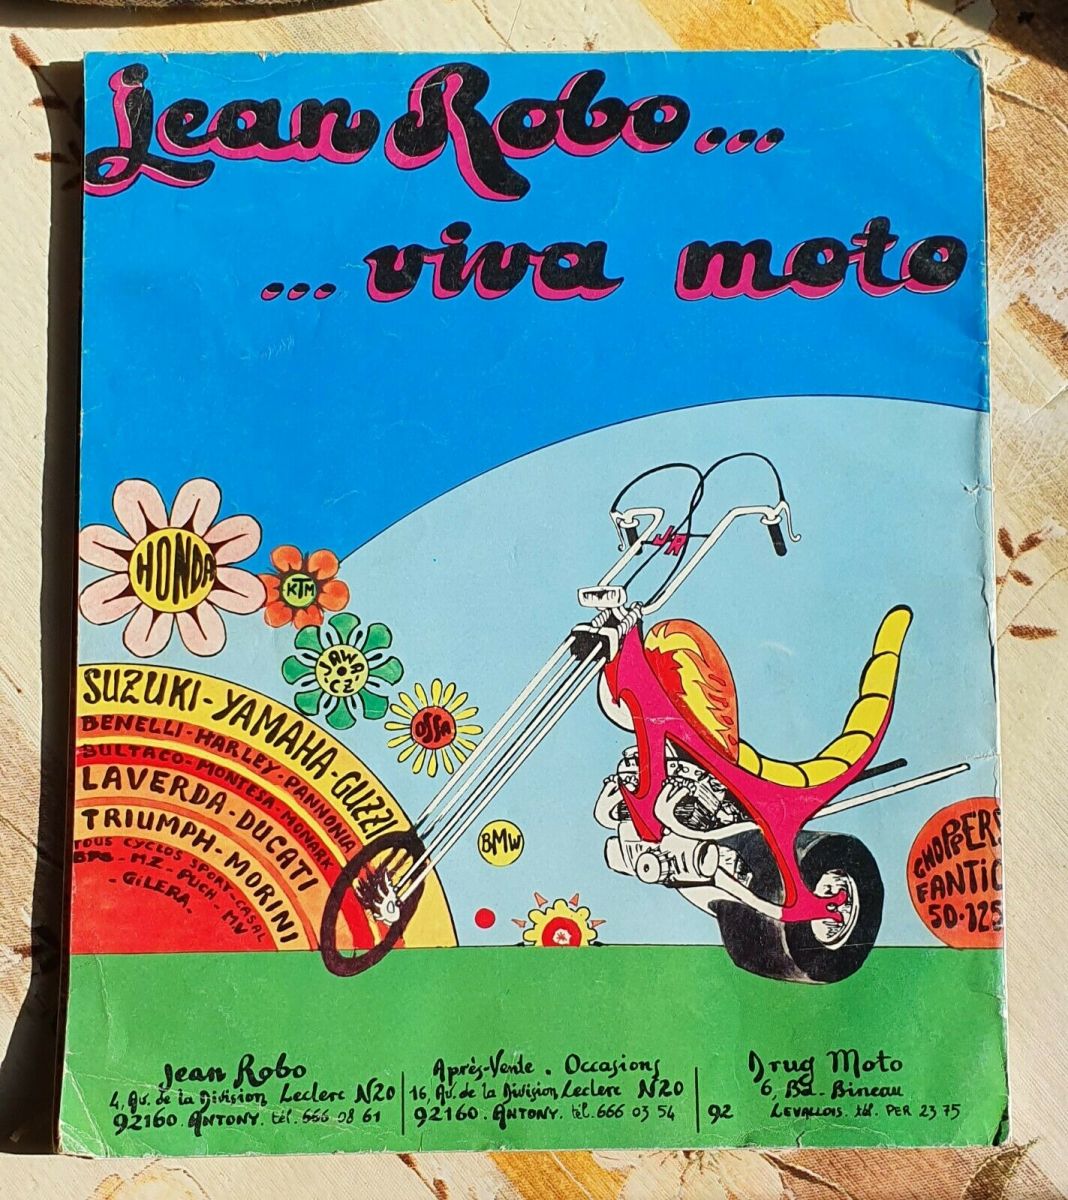 Jean Robo...
...viva moto
J.R
HONDA
KTM
JAWA
CZ
OSSA
BMW
SUZUKI-YAMAHA-GUZZI
BENELLI-HARLEY-PANNONIA
BULTACO-MONTESA-MONARK
LAVERDA-DUCATI
TRIUMPH-MORINI
TOUS CYCLOS SPORT-CASAL
MZ-PUCH-MV
-GILERA-
CHOPPERS
FANTIC
50-125
Jean Robo
4, Av. de la Division Leclerc N20
92160. ANTONY. tél. 666 08 61
Après-Vente. Occasions
16, Av. de la Division Leclerc N20
92160. ANTONY. tél. 666 03 54
Drug Moto
6, Bd. Bineau
92 LEVALLOIS. tél. PER 23 75